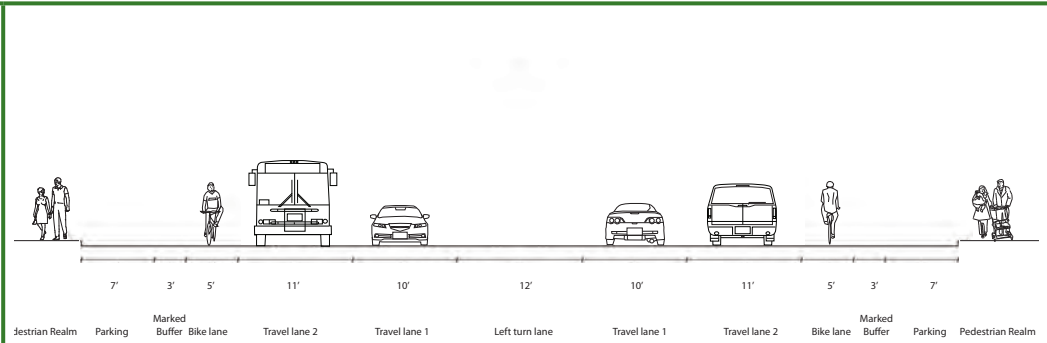 7’ 3’ 5’ 11’ 10’ 12’ 10’ 11’ 5’ 3’ 7’
destrian Realm Parking Marked Buffer Bike lane Travel lane 2 Travel lane 1 Left turn lane Travel lane 1 Travel lane 2 Bike lane Marked Buffer Parking Pedestrian Realm